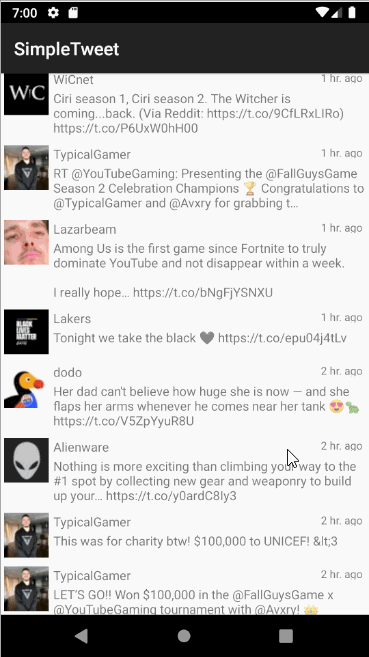 7:00
SimpleTweet
WiCnet 1 hr. ago
WiC
Ciri season 1, Ciri season 2. The Witcher is
coming...back. (Via Reddit: https://t.co/9CfLRxLIRo)
https://t.co/P6UxW0hH00
TypicalGamer 1 hr. ago
RT @YouTubeGaming: Presenting the @FallGuysGame
Season 2 Celebration Champions 🏆 Congratulations to
@TypicalGamer and @Avxry for grabbing t…
Lazarbeam 1 hr. ago
Among Us is the first game since Fortnite to truly
dominate YouTube and not disappear within a week.
I really hope… https://t.co/bNgFjYSNXU
Lakers 1 hr. ago
BLACK
LIVES
MATTER
Tonight we take the black 🖤 https://t.co/epu04j4tLv
dodo 2 hr. ago
Her dad can't believe how huge she is now — and she
flaps her arms whenever he comes near her tank 😍🦕
https://t.co/V5ZpYyuR8U
Alienware 2 hr. ago
Nothing is more exciting than climbing your way to the
#1 spot by collecting new gear and weaponry to build
up your… https://t.co/y0ardC8Iy3
TypicalGamer 2 hr. ago
This was for charity btw! $100,000 to UNICEF! &lt;3
TypicalGamer 2 hr. ago
LET'S GO!! Won $100,000 in the @FallGuysGame x
@YouTubeGaming tournament with @Avxry! 👑